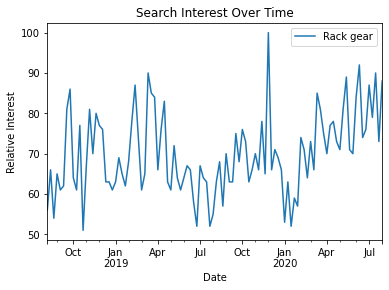 Search Interest Over Time
Rack gear
Relative Interest
100
90
80
70
60
50
Oct
Jan
2019
Apr
Jul
Oct
Jan
2020
Apr
Jul
Date